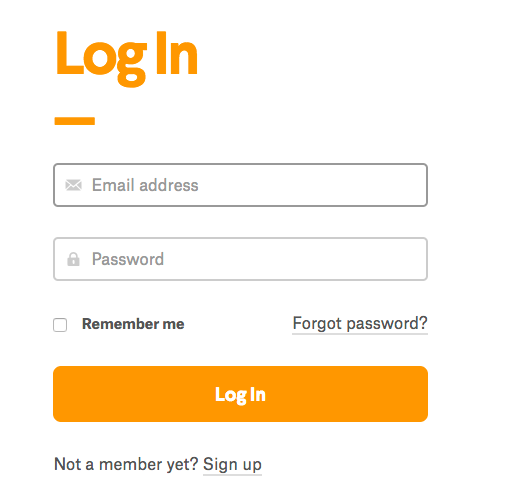 Log In
Email address
Password
Remember me Forgot password?
Log In
Not a member yet? Sign up